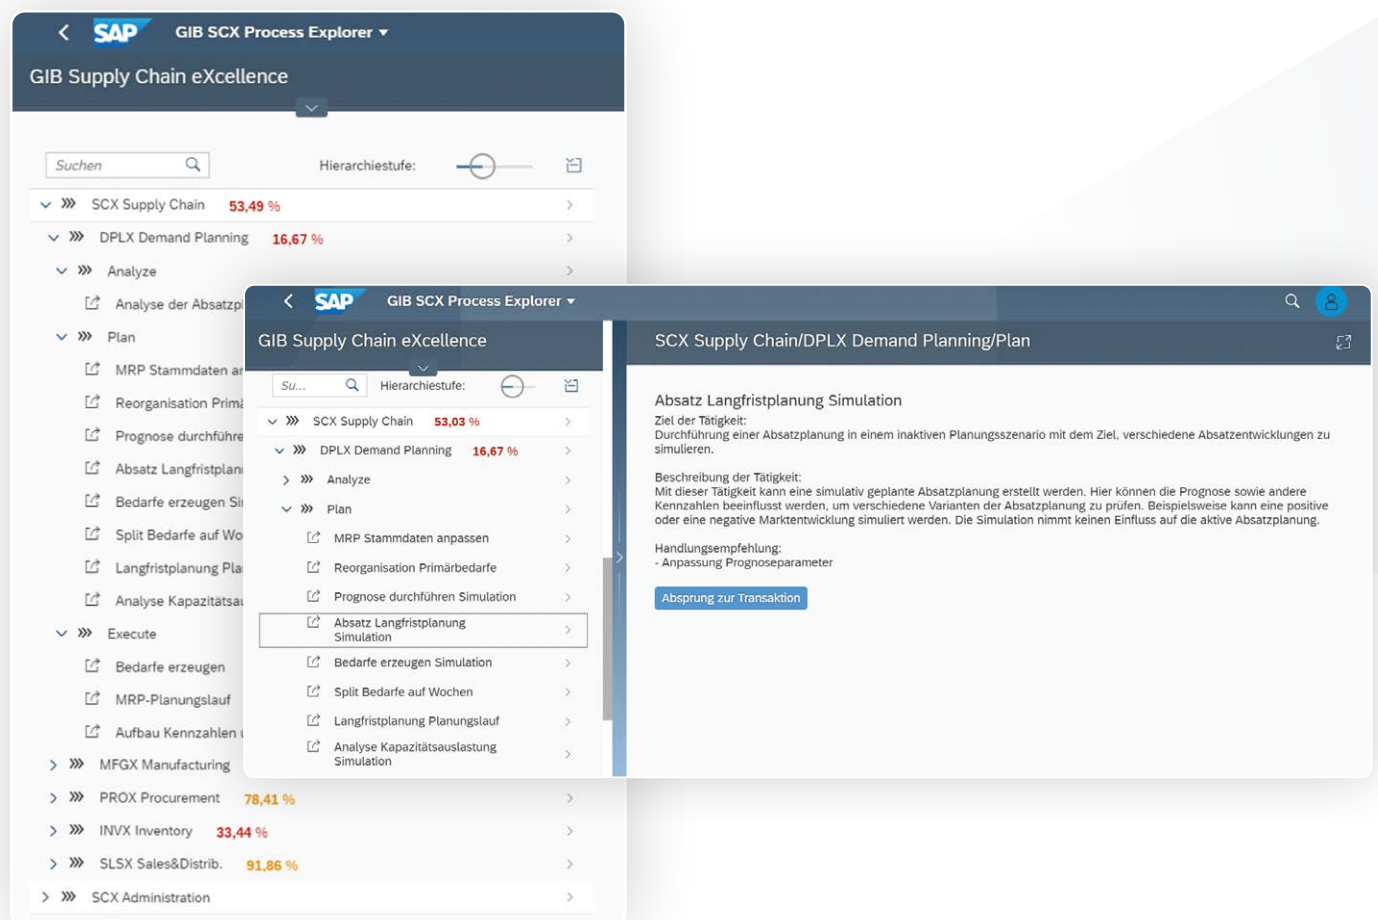 SAP GIB SCX Process Explorer
GIB Supply Chain eXcellence
Suchen
Hierarchiestufe:
SCX Supply Chain 53,49 %
DPLX Demand Planning 16,67 %
Analyze
Analyse der
Plan
MRP Stammdaten
Reorganisation
Prognose
Absatz
Bedarfe erzeugen
Split Bedarfe auf
Langfristplanung
Analyse
Execute
Bedarfe erzeugen
MRP-Planungslauf
Aufbau Kennzahlen
MFGX Manufacturing
PROX Procurement 78,41 %
INVX Inventory 33,44 %
SLSX Sales&Distrib. 91,86 %
SCX Administration
SAP GIB SCX Process Explorer
GIB Supply Chain eXcellence
Su...
Hierarchiestufe:
SCX Supply Chain 53,03 %
DPLX Demand Planning 16,67 %
Analyze
Plan
MRP Stammdaten anpassen
Reorganisation Primärbedarfe
Prognose durchführen Simulation
Absatz Langfristplanung
Simulation
Bedarfe erzeugen Simulation
Split Bedarfe auf Wochen
Langfristplanung Planungslauf
Analyse Kapazitätsauslastung
Simulation
SCX Supply Chain/DPLX Demand Planning/Plan
Absatz Langfristplanung Simulation
Ziel der Tätigkeit:
Durchführung einer Absatzplanung in einem inaktiven Planungsszenario mit dem Ziel, verschiedene Absatzentwicklungen zu
simulieren.
Beschreibung der Tätigkeit:
Mit dieser Tätigkeit kann eine simulativ geplante Absatzplanung erstellt werden. Hier können die Prognose sowie andere
Kennzahlen beeinflusst werden, um verschiedene Varianten der Absatzplanung zu prüfen. Beispielsweise kann eine positive
oder eine negative Marktentwicklung simuliert werden. Die Simulation nimmt keinen Einfluss auf die aktive Absatzplanung.
Handlungsempfehlung:
- Anpassung Prognoseparameter
Absprung zur Transaktion